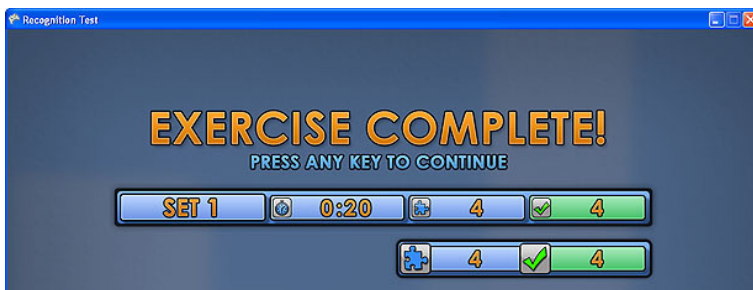 Recognition Test
EXERCISE COMPLETE!
PRESS ANY KEY TO CONTINUE
SET 1 0:20 4 4
4 4